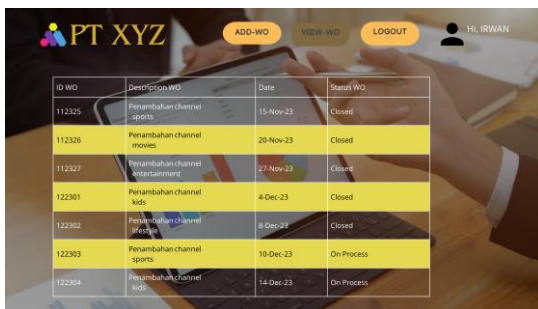 PT XYZ
ADD-WO
VIEW-WO
LOGOUT
Hi, IRWAN
ID WO Description WO Date Status WO
112325 Penambahan channel sports 15-Nov-23 Closed
112326 Penambahan channel movies 20-Nov-23 Closed
112327 Penambahan channel entertainment 27-Nov-23 Closed
122301 Penambahan channel kids 4-Dec-23 Closed
122302 Penambahan channel lifestyle 8-Dec-23 Closed
122303 Penambahan channel sports 10-Dec-23 On Process
122304 Penambahan channel kids 14-Dec-23 On Process